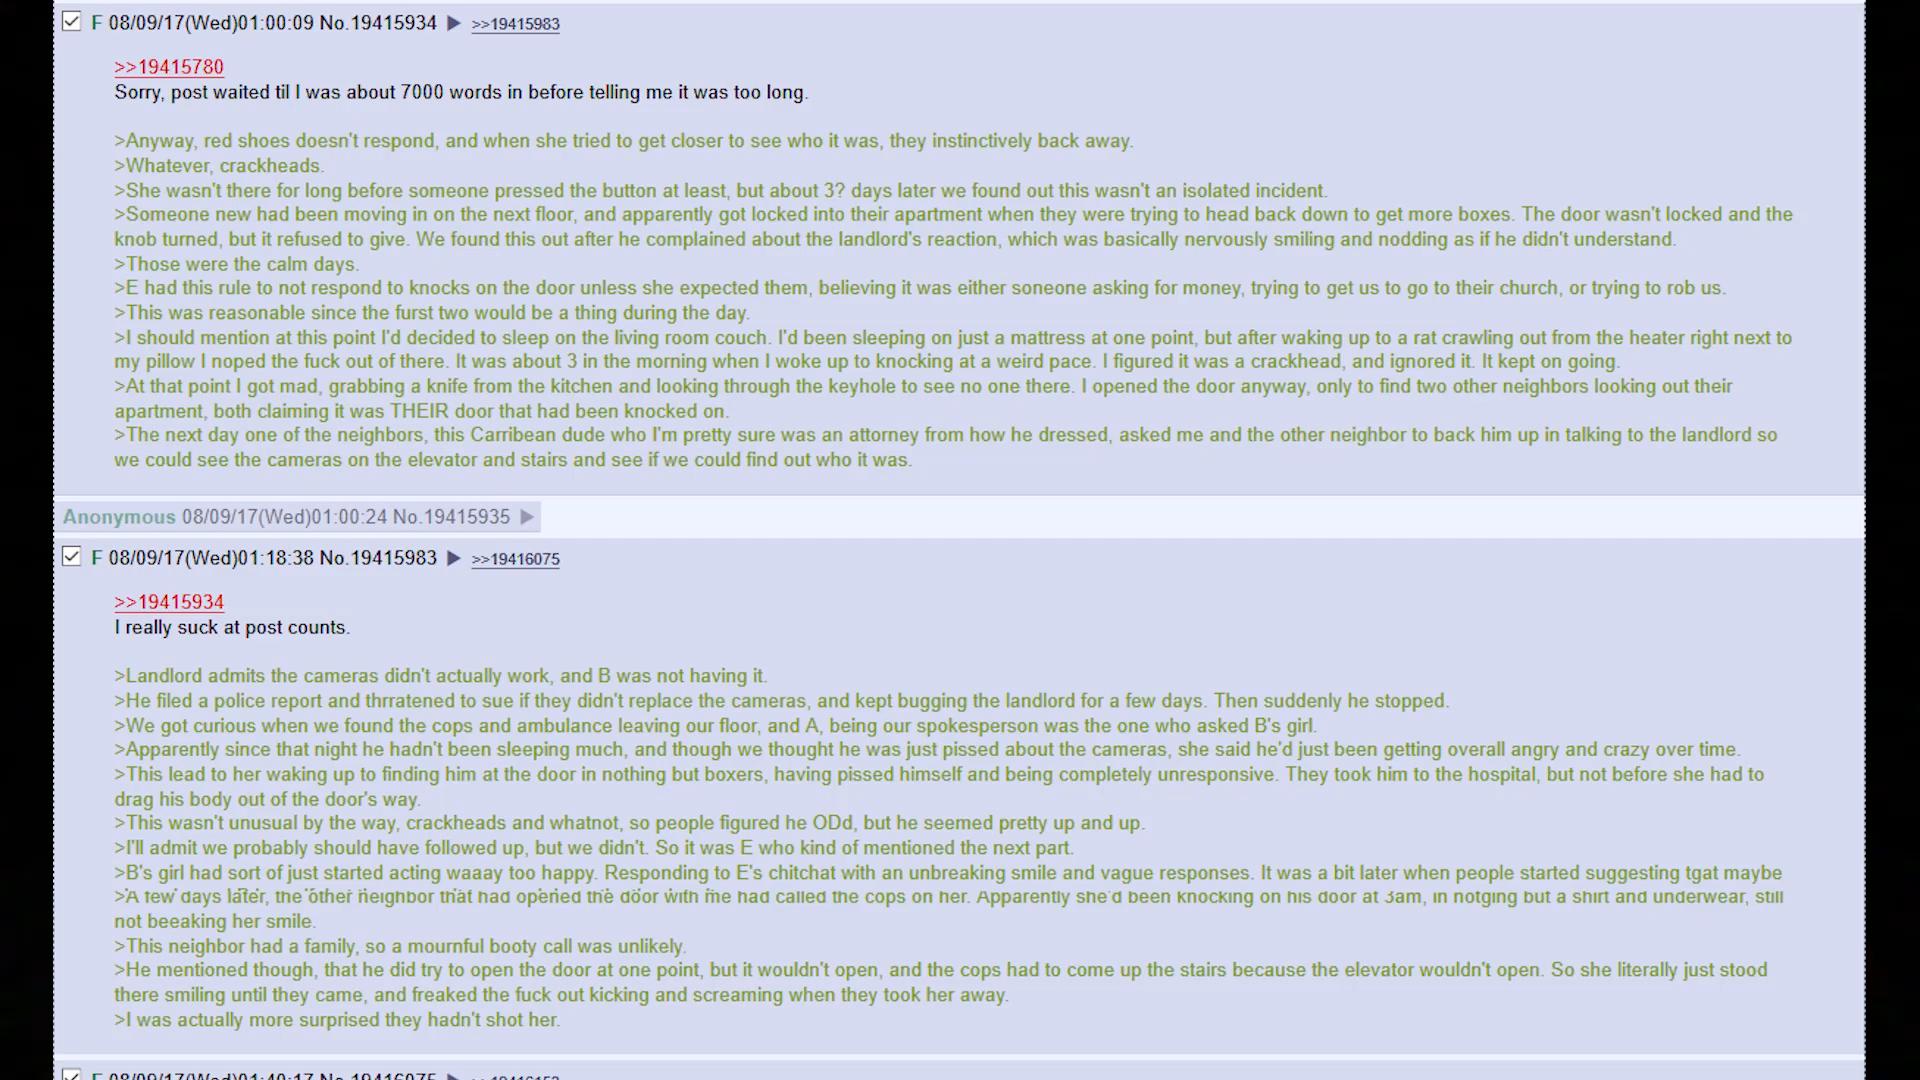 F 08/09/17(Wed)01:00:09 No.19415934 ▶ >>19415983
>>19415780
Sorry, post waited til I was about 7000 words in before telling me it was too long.
>Anyway, red shoes doesn't respond, and when she tried to get closer to see who it was, they instinctively back away.
>Whatever, crackheads.
>She wasn't there for long before someone pressed the button at least, but about 3? days later we found out this wasn't an isolated incident.
>Someone new had been moving in on the next floor, and apparently got locked into their apartment when they were trying to head back down to get more boxes. The door wasn't locked and the
knob turned, but it refused to give. We found this out after he complained about the landlord's reaction, which was basically nervously smiling and nodding as if he didn't understand.
>Those were the calm days.
>E had this rule to not respond to knocks on the door unless she expected them, believing it was either someone asking for money, trying to get us to go to their church, or trying to rob us.
>This was reasonable since the furst two would be a thing during the day.
>I should mention at this point I'd decided to sleep on the living room couch. I'd been sleeping on just a mattress at one point, but after waking up to a rat crawling out from the heater right next to
my pillow I noped the fuck out of there. It was about 3 in the morning when I woke up to knocking at a weird pace. I figured it was a crackhead, and ignored it. It kept on going.
>At that point I got mad, grabbing a knife from the kitchen and looking through the keyhole to see no one there. I opened the door anyway, only to find two other neighbors looking out their
apartment, both claiming it was THEIR door that had been knocked on.
>The next day one of the neighbors, this Carribean dude who I'm pretty sure was an attorney from how he dressed, asked me and the other neighbor to back him up in talking to the landlord so
we could see the cameras on the elevator and stairs and see if we could find out who it was.
Anonymous 08/09/17(Wed)01:00:24 No.19415935 ▶
F 08/09/17(Wed)01:18:38 No.19415983 ▶ >>19416075
>>19415934
I really suck at post counts.
>Landlord admits the cameras didn't actually work, and B was not having it.
>He filed a police report and thrratened to sue if they didn't replace the cameras, and kept bugging the landlord for a few days. Then suddenly he stopped.
>We got curious when we found the cops and ambulance leaving our floor, and A, being our spokesperson was the one who asked B's girl.
>Apparently since that night he hadn't been sleeping much, and though we thought he was just pissed about the cameras, she said he'd just been getting overall angry and crazy over time.
>This lead to her waking up to finding him at the door in nothing but boxers, having pissed himself and being completely unresponsive. They took him to the hospital, but not before she had to
drag his body out of the door's way.
>This wasn't unusual by the way, crackheads and whatnot, so people figured he ODd, but he seemed pretty up and up.
>I'll admit we probably should have followed up, but we didn't. So it was E who kind of mentioned the next part.
>B's girl had sort of just started acting waaay too happy. Responding to E's chitchat with an unbreaking smile and vague responses. It was a bit later when people started suggesting tgat maybe
>A few days later, the other neighbor that had opened the door with me had called the cops on her. Apparently she'd been knocking on his door at 3am, in notging but a shirt and underwear, still
not beeaking her smile.
>This neighbor had a family, so a mournful booty call was unlikely.
>He mentioned though, that he did try to open the door at one point, but it wouldn't open, and the cops had to come up the stairs because the elevator wouldn't open. So she literally just stood
there smiling until they came, and freaked the fuck out kicking and screaming when they took her away.
>I was actually more surprised they hadn't shot her.
F 08/09/17(Wed)01:40:17 No.19416075 ▶